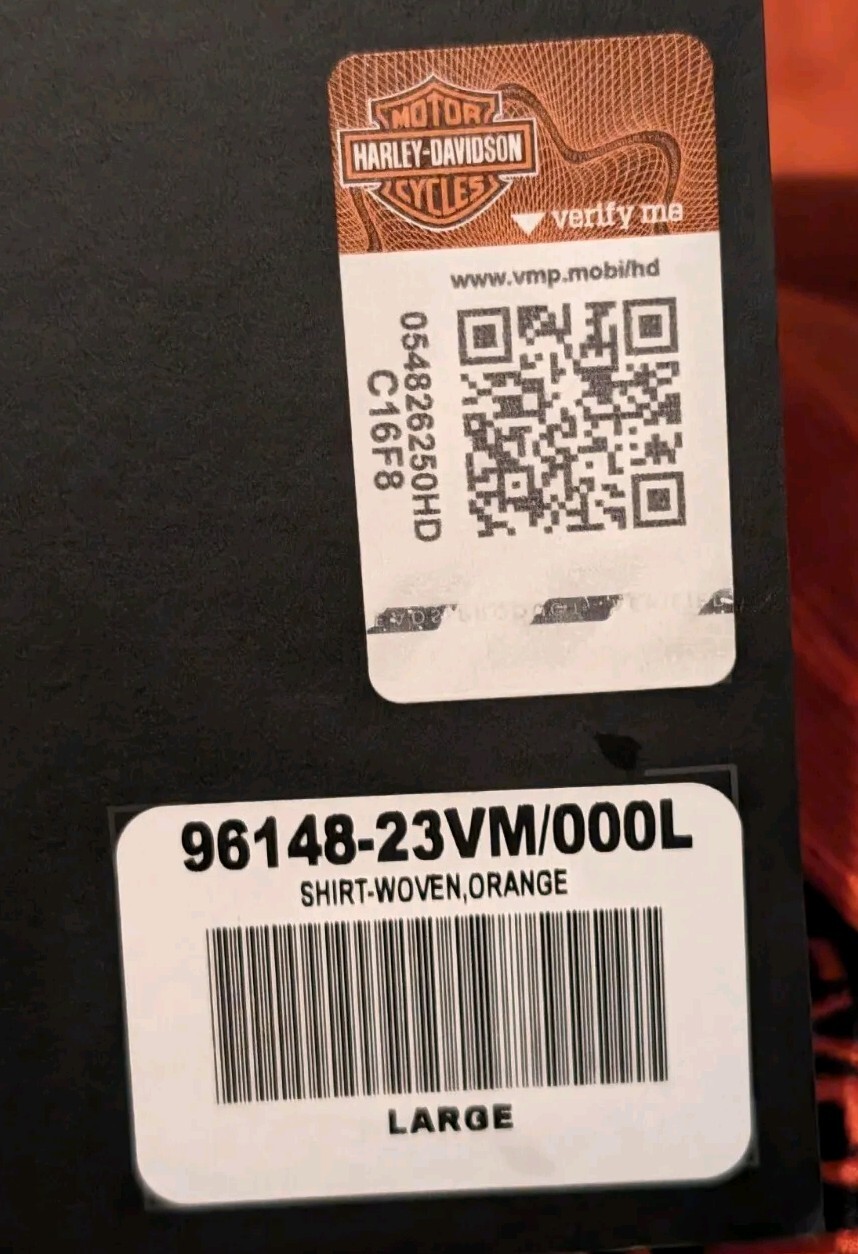 MOTOR
HARLEY-DAVIDSON
CYCLES
verify me
www.vmp.mobi/hd
054826250HD
C16F8
96148-23VM/000L
SHIRT-WOVEN,ORANGE
LARGE